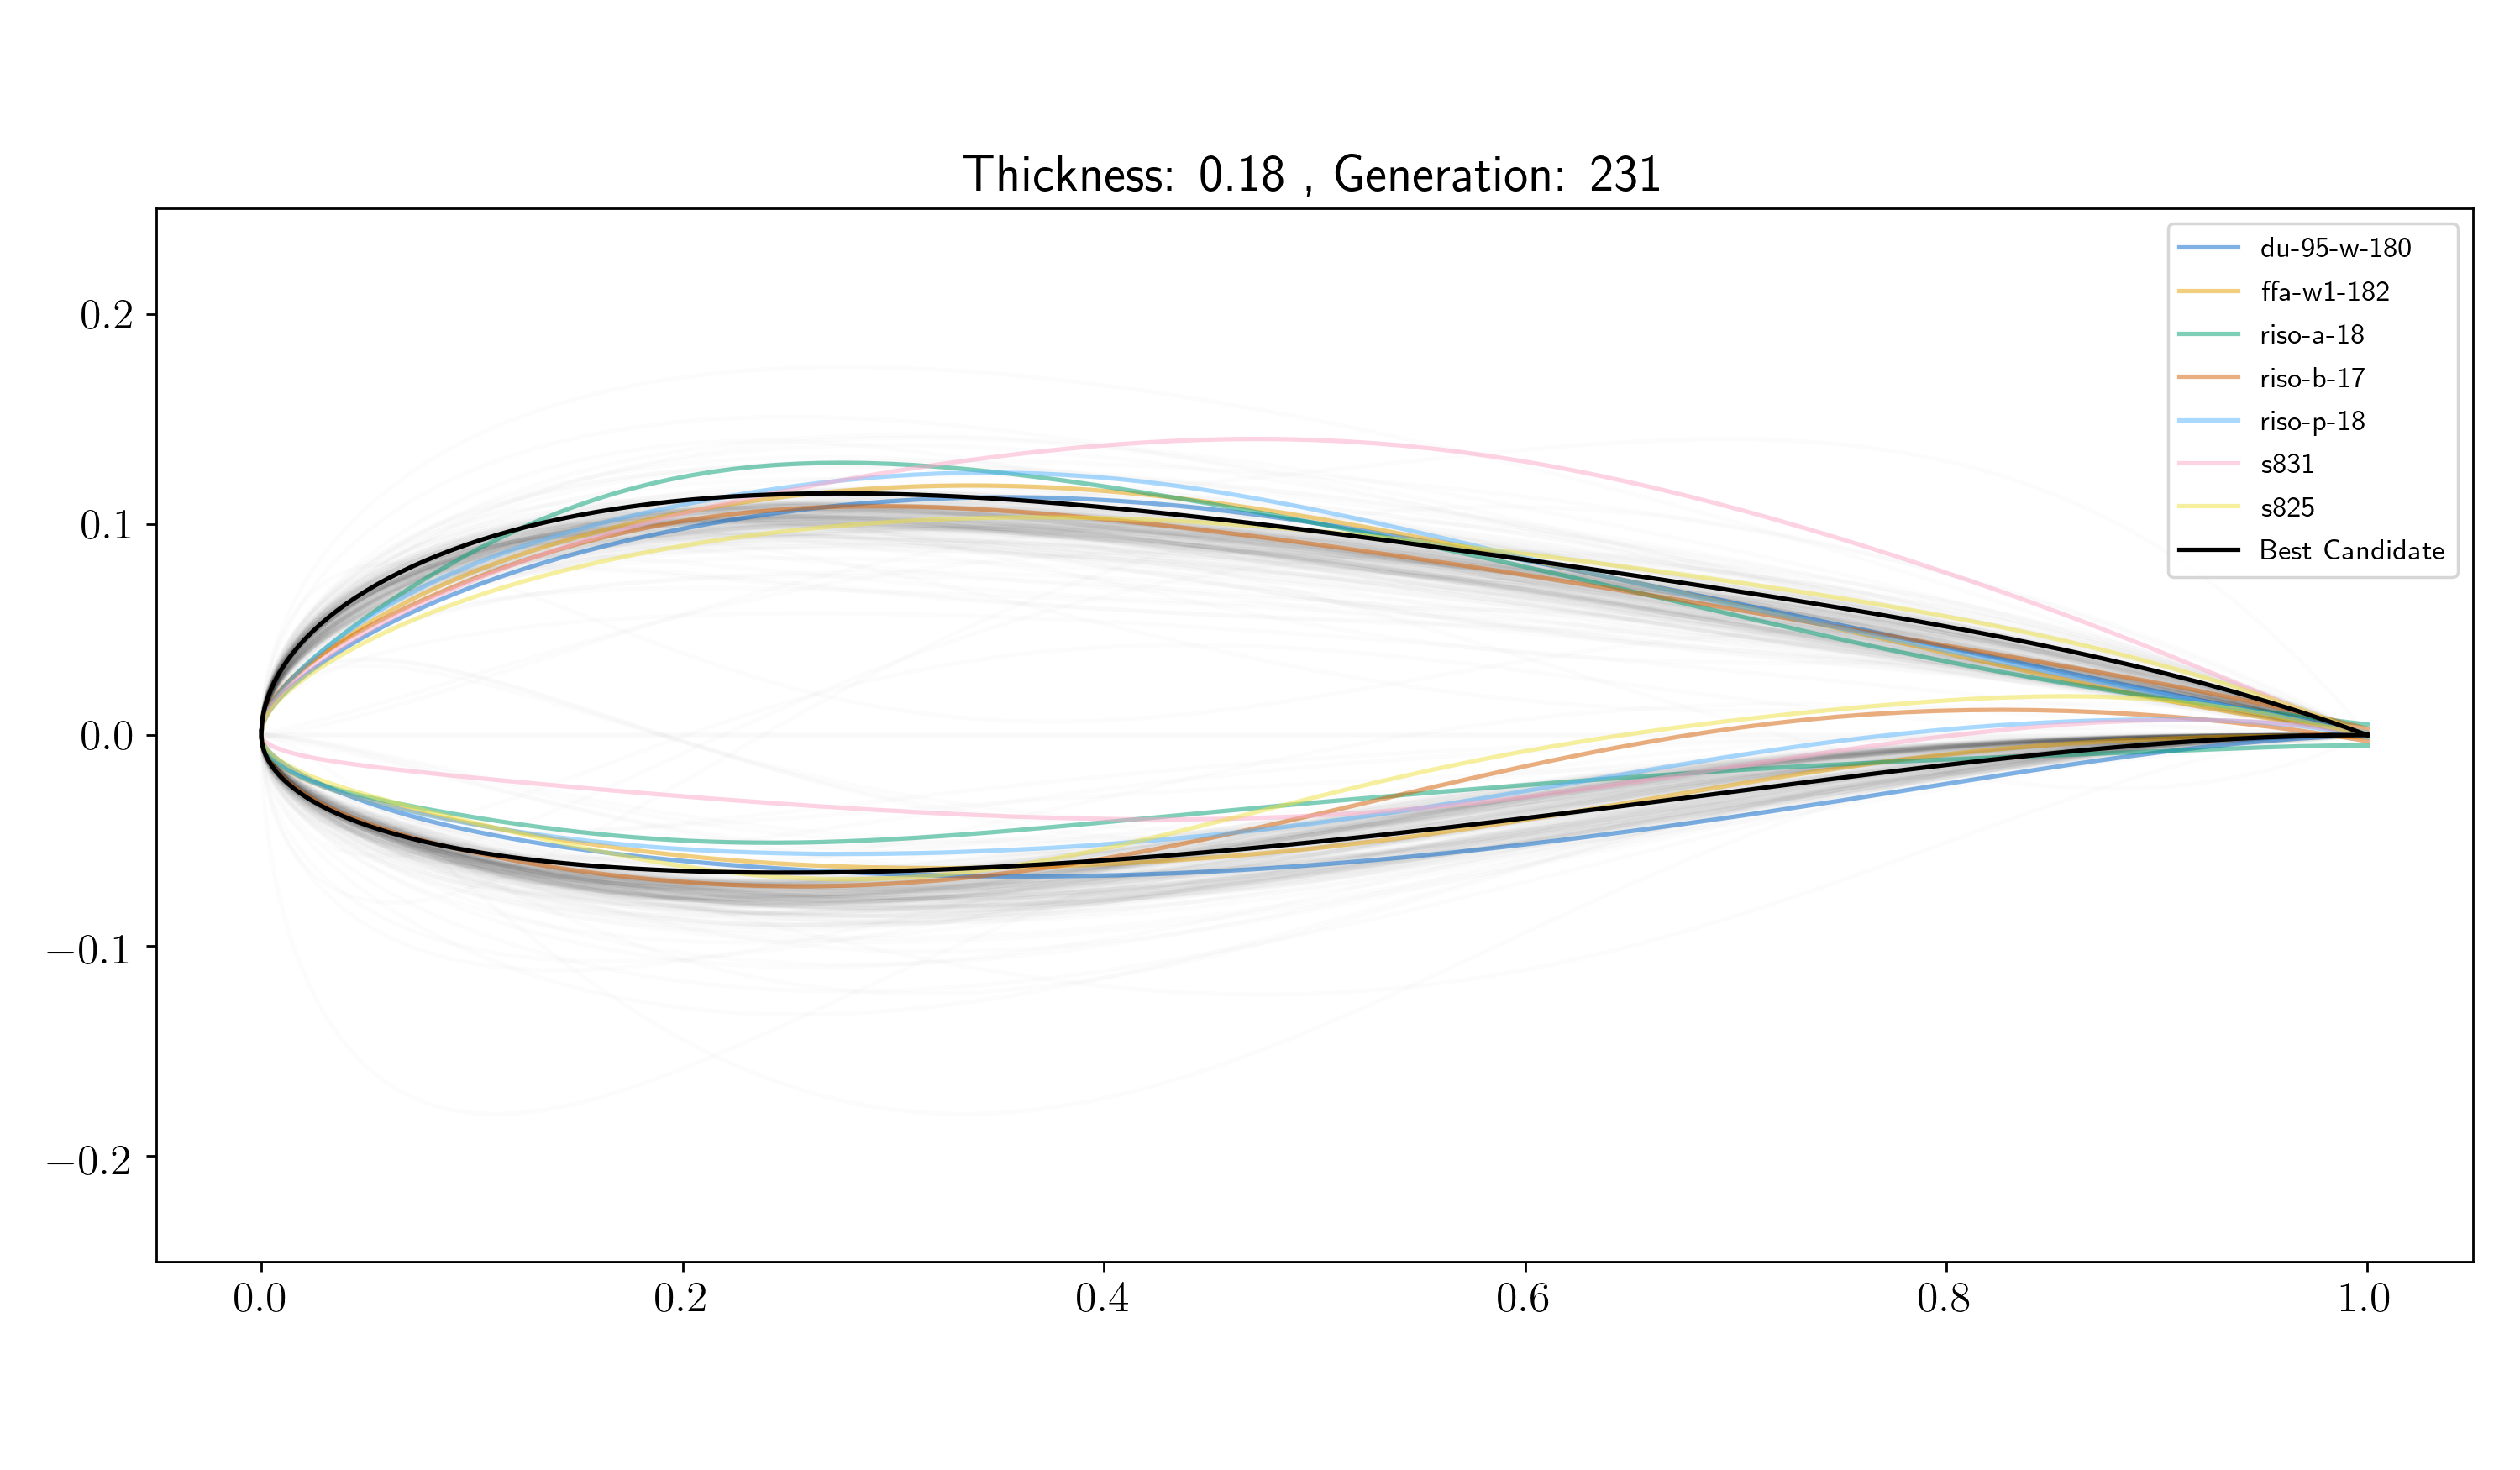 Thickness: 0.18 , Generation: 231
du-95-w-180
ffa-w1-182
riso-a-18
riso-b-17
riso-p-18
s831
s825
Best Candidate
0.2
0.1
0.0
−0.1
−0.2
0.0 0.2 0.4 0.6 0.8 1.0